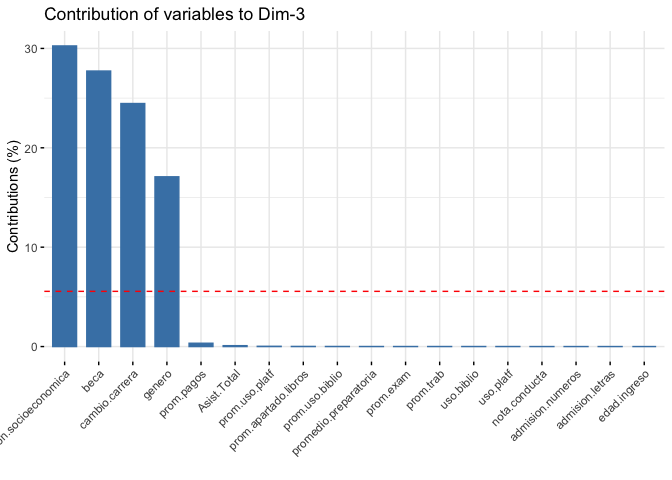 Contribution of variables to Dim-3
Contributions (%)
30
20
10
0
on.socioeconomica
beca
cambio.carrera
genero
prom.pagos
Asist.Total
prom.uso.platf
prom.apartado.libros
prom.uso.biblio
promedio.preparatoria
prom.exam
prom.trab
uso.biblio
uso.platf
nota.conducta
admision.numeros
admision.letras
edad.ingreso